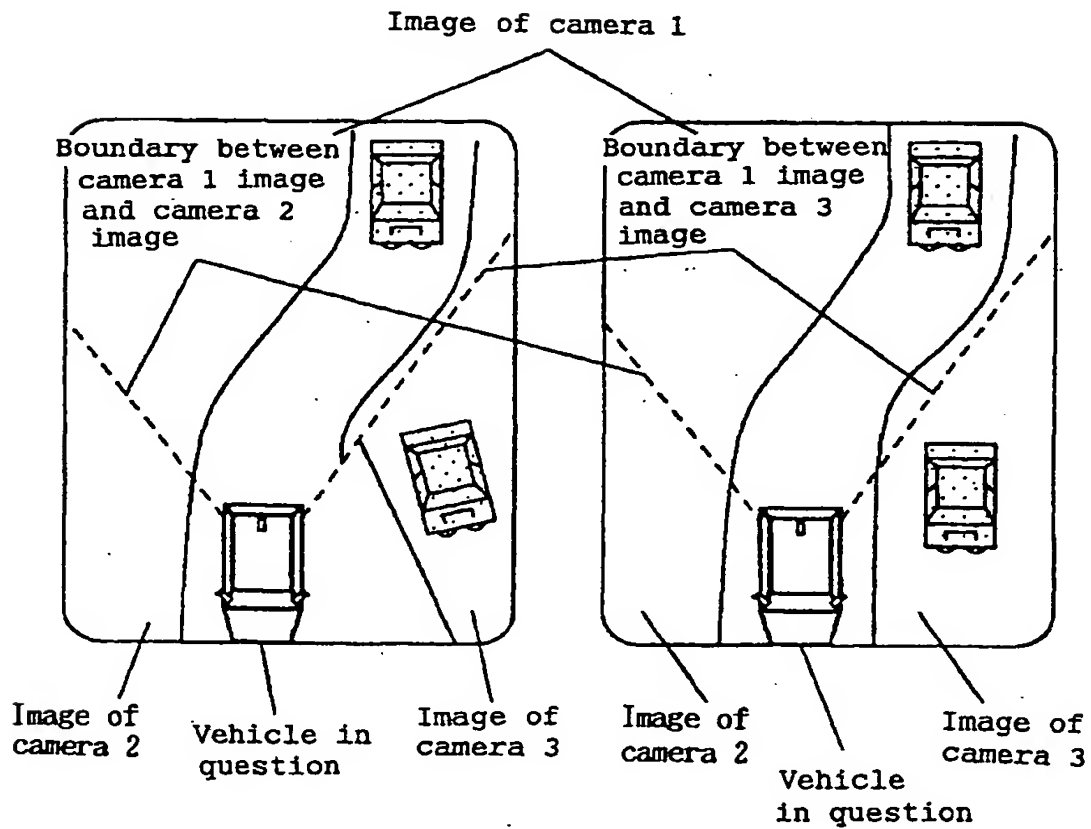 Image of camera 1
Boundary between
camera 1 image
and camera 2
image
Boundary between
camera 1 image
and camera 3
image
Image of
camera 2
Vehicle in
question
Image of
camera 3
Image of
camera 2
Vehicle
in question
Image of
camera 3